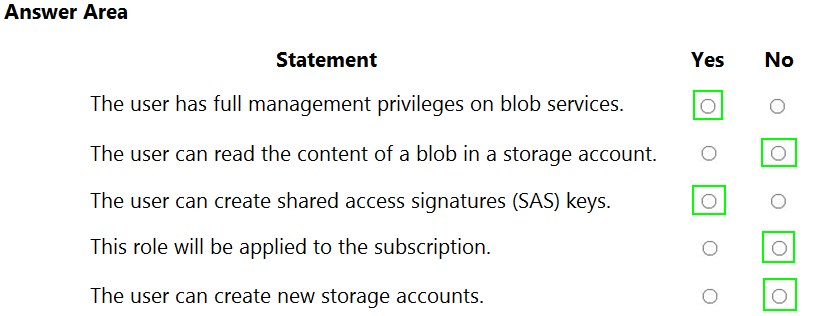 Answer Area
Statement Yes No
The user has full management privileges on blob services.
The user can read the content of a blob in a storage account.
The user can create shared access signatures (SAS) keys.
This role will be applied to the subscription.
The user can create new storage accounts.